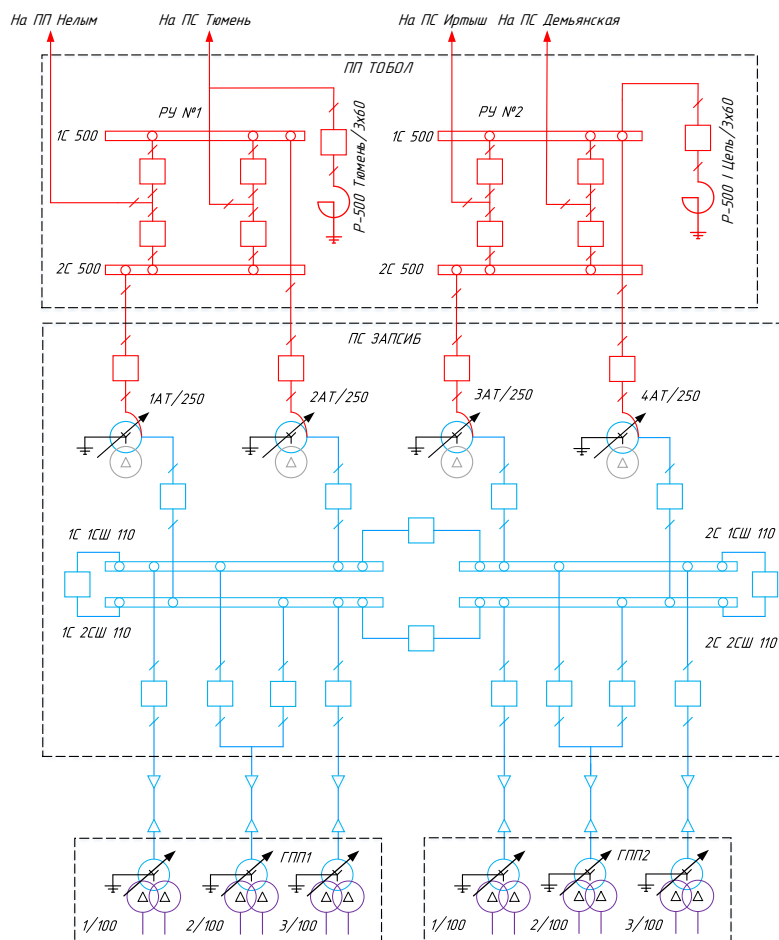 На ПП Нелым
На ПС Тюмень
На ПС Иртыш
На ПС Демьянская
ПП ТОБОЛ
РУ №1
РУ №2
1С 500
1С 500
Р-500 Тюмень/3х60
Р-500 I Цепь/3х60
2С 500
2С 500
ПС ЗАПСИБ
1АТ/250
2АТ/250
3АТ/250
4АТ/250
1С 1СШ 110
2С 1СШ 110
1С 2СШ 110
2С 2СШ 110
ГПП1
ГПП2
1/100
2/100
3/100
1/100
2/100
3/100